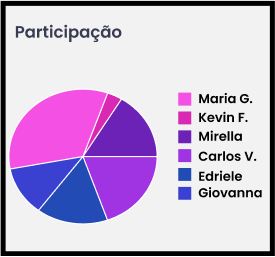 Participação
Maria G.
Kevin F.
Mirella
Carlos V.
Edriele
Giovanna